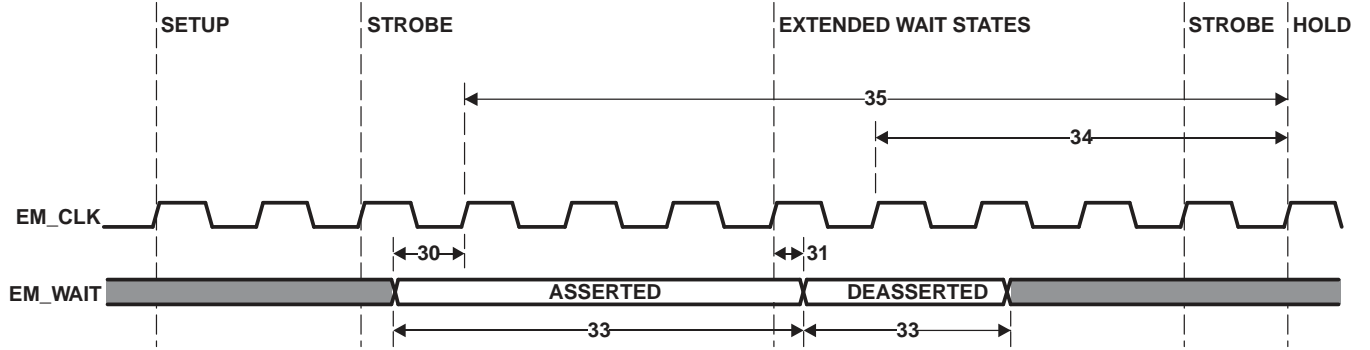 SETUP STROBE EXTENDED WAIT STATES STROBE HOLD
35
34
EM_CLK
30 31
EM_WAIT ASSERTED DEASSERTED
33 33